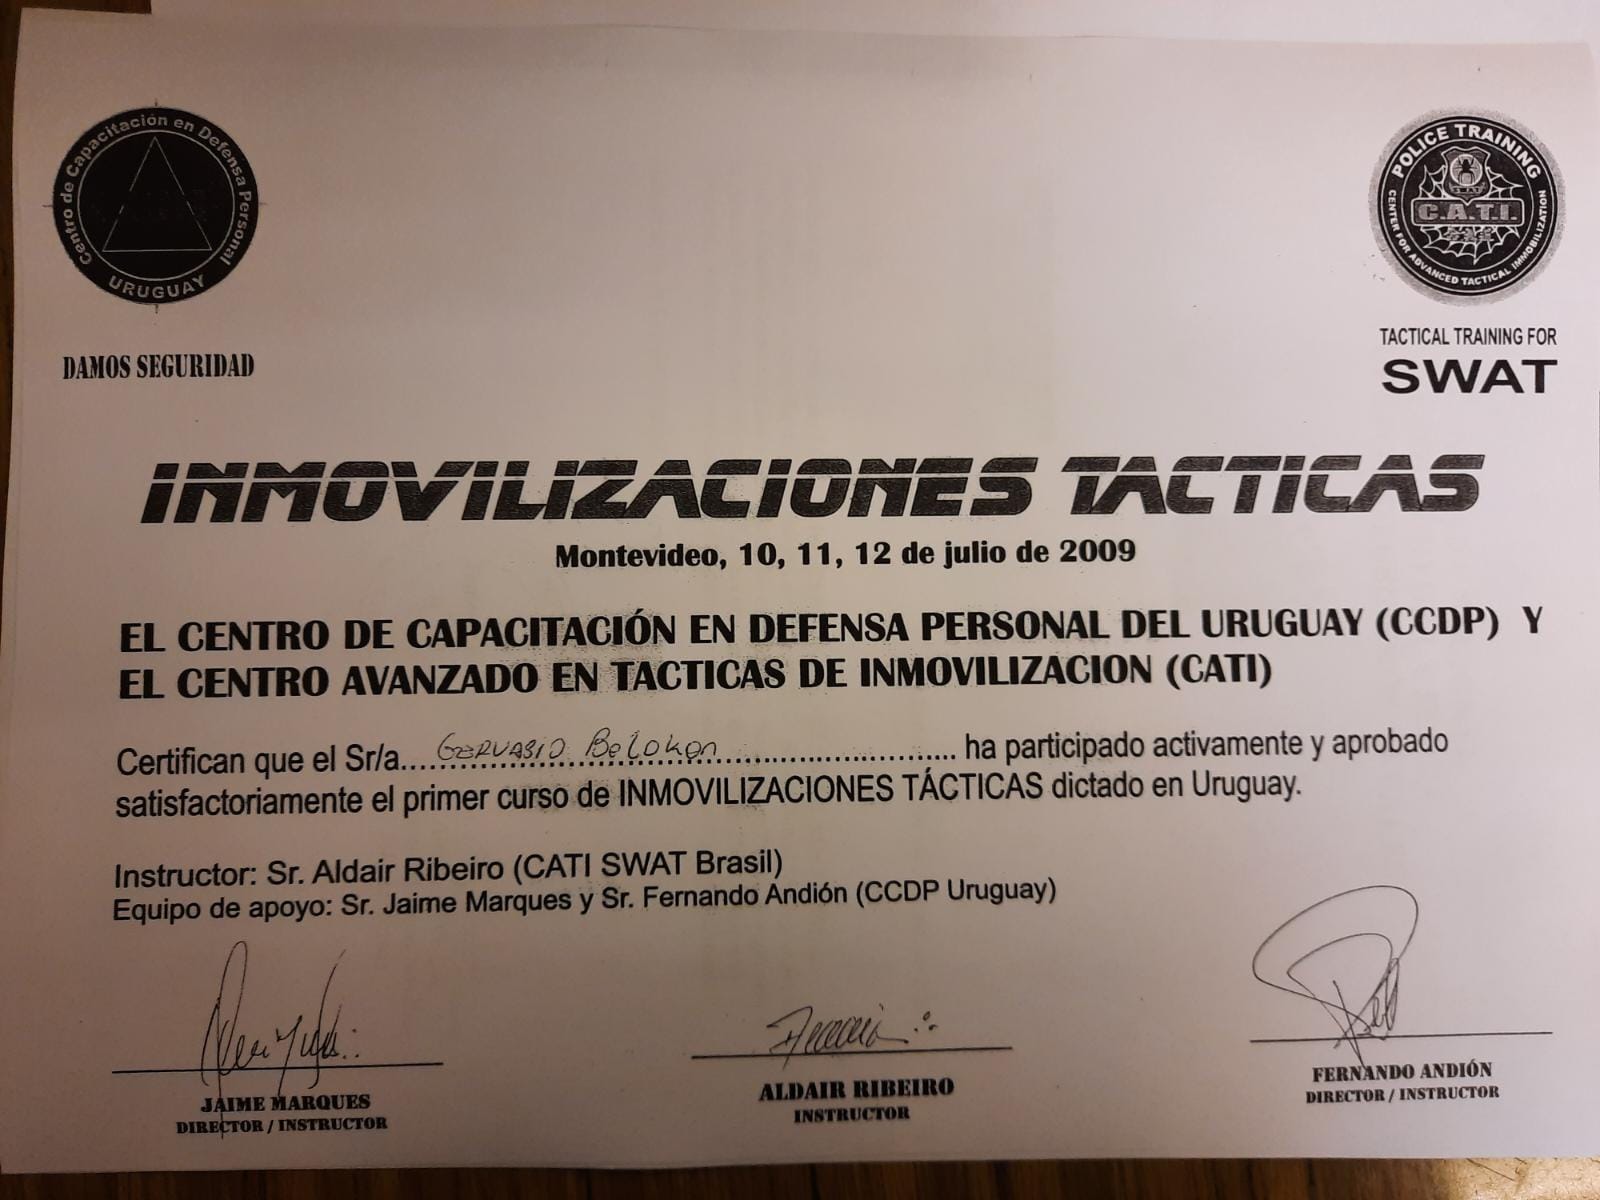 Centro de Capacitación en Defensa Personal
URUGUAY
DAMOS SEGURIDAD
POLICE TRAINING
C.A.T.I.
CENTER FOR ADVANCED TACTICAL IMMOBILIZATION
TACTICAL TRAINING FOR
SWAT
INMOVILIZACIONES TACTICAS
Montevideo, 10, 11, 12 de julio de 2009
EL CENTRO DE CAPACITACIÓN EN DEFENSA PERSONAL DEL URUGUAY (CCDP) Y
EL CENTRO AVANZADO EN TACTICAS DE INMOVILIZACION (CATI)
Certifican que el Sr/a....Gervasio Belokon.................... ha participado activamente y aprobado
satisfactoriamente el primer curso de INMOVILIZACIONES TÁCTICAS dictado en Uruguay.
Instructor: Sr. Aldair Ribeiro (CATI SWAT Brasil)
Equipo de apoyo: Sr. Jaime Marques y Sr. Fernando Andión (CCDP Uruguay)
JAIME MARQUES
DIRECTOR / INSTRUCTOR
ALDAIR RIBEIRO
INSTRUCTOR
FERNANDO ANDIÓN
DIRECTOR / INSTRUCTOR